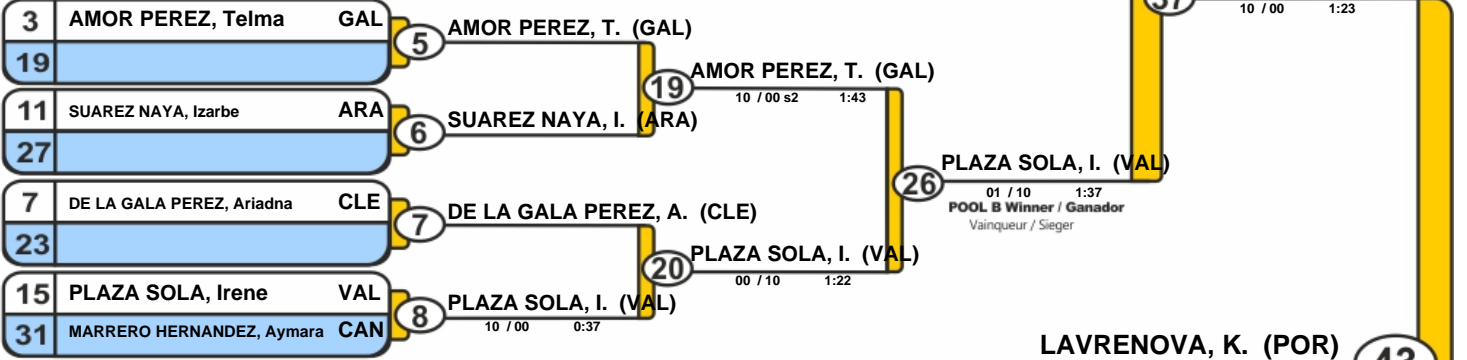 3 AMOR PEREZ, Telma GAL
19
5
AMOR PEREZ, T. (GAL)
11 SUAREZ NAYA, Izarbe ARA
27
6
SUAREZ NAYA, I. (ARA)
19
AMOR PEREZ, T. (GAL)
10 / 00 s2 1:43
7 DE LA GALA PEREZ, Ariadna CLE
23
7
DE LA GALA PEREZ, A. (CLE)
15 PLAZA SOLA, Irene VAL
31 MARRERO HERNANDEZ, Aymara CAN
8
PLAZA SOLA, I. (VAL)
10 / 00 0:37
20
PLAZA SOLA, I. (VAL)
00 / 10 1:22
26
PLAZA SOLA, I. (VAL)
01 / 10 1:37
POOL B Winner / Ganador
Vainqueur / Sieger
37
10 / 00 1:23
LAVRENOVA, K. (POR)